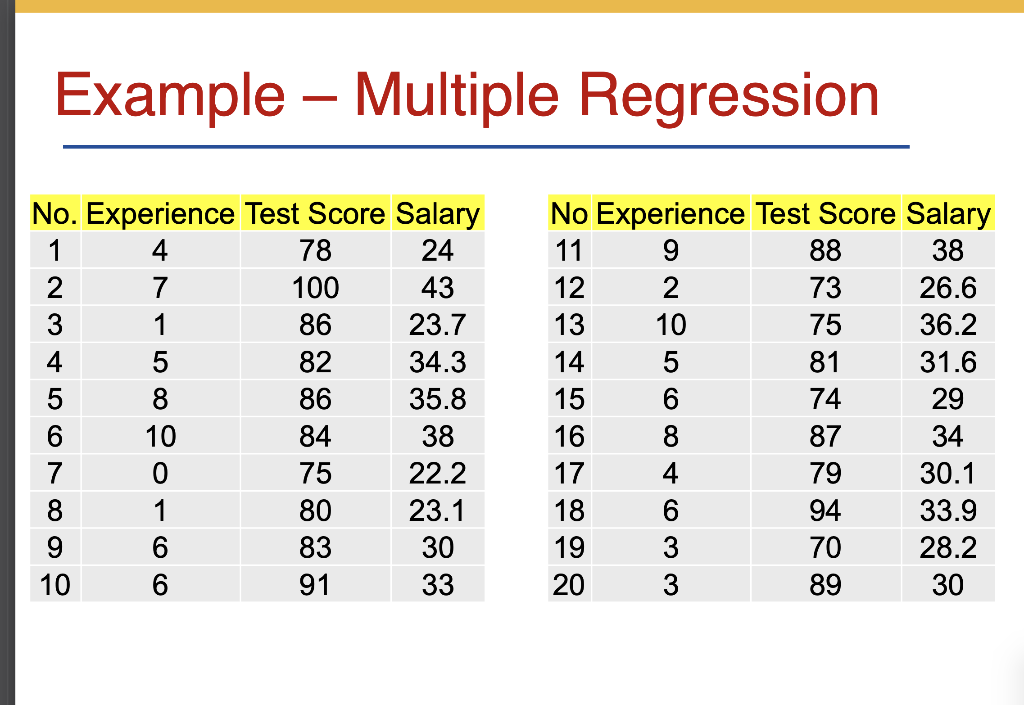 Example – Multiple Regression
No. Experience Test Score Salary
1 4 78 24
2 7 100 43
3 1 86 23.7
4 5 82 34.3
5 8 86 35.8
6 10 84 38
7 0 75 22.2
8 1 80 23.1
9 6 83 30
10 6 91 33
No Experience Test Score Salary
11 9 88 38
12 2 73 26.6
13 10 75 36.2
14 5 81 31.6
15 6 74 29
16 8 87 34
17 4 79 30.1
18 6 94 33.9
19 3 70 28.2
20 3 89 30